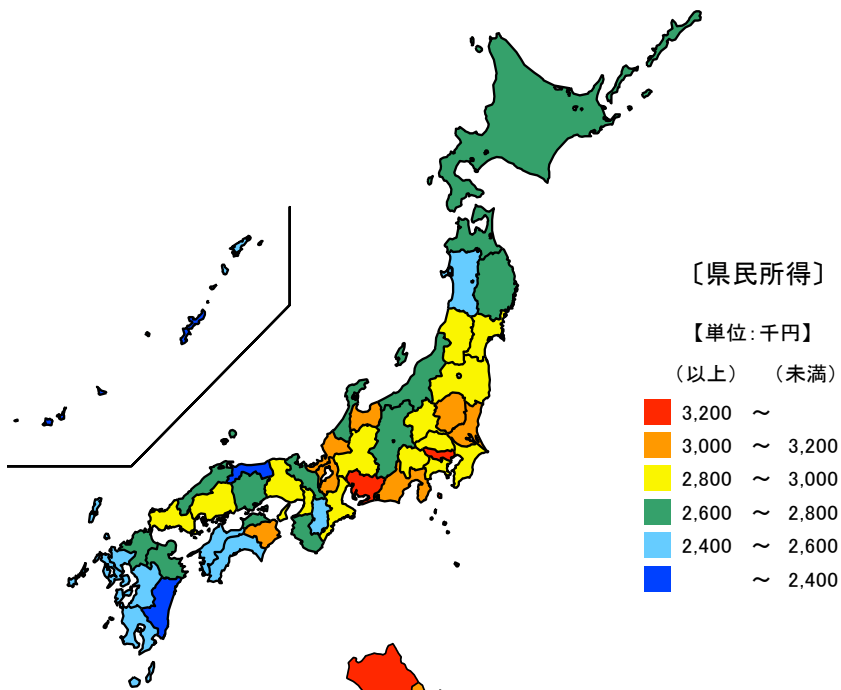 〔県民所得〕
【単位：千円】
（以上） （未満）
3,200 ～
3,000 ～ 3,200
2,800 ～ 3,000
2,600 ～ 2,800
2,400 ～ 2,600
～ 2,400